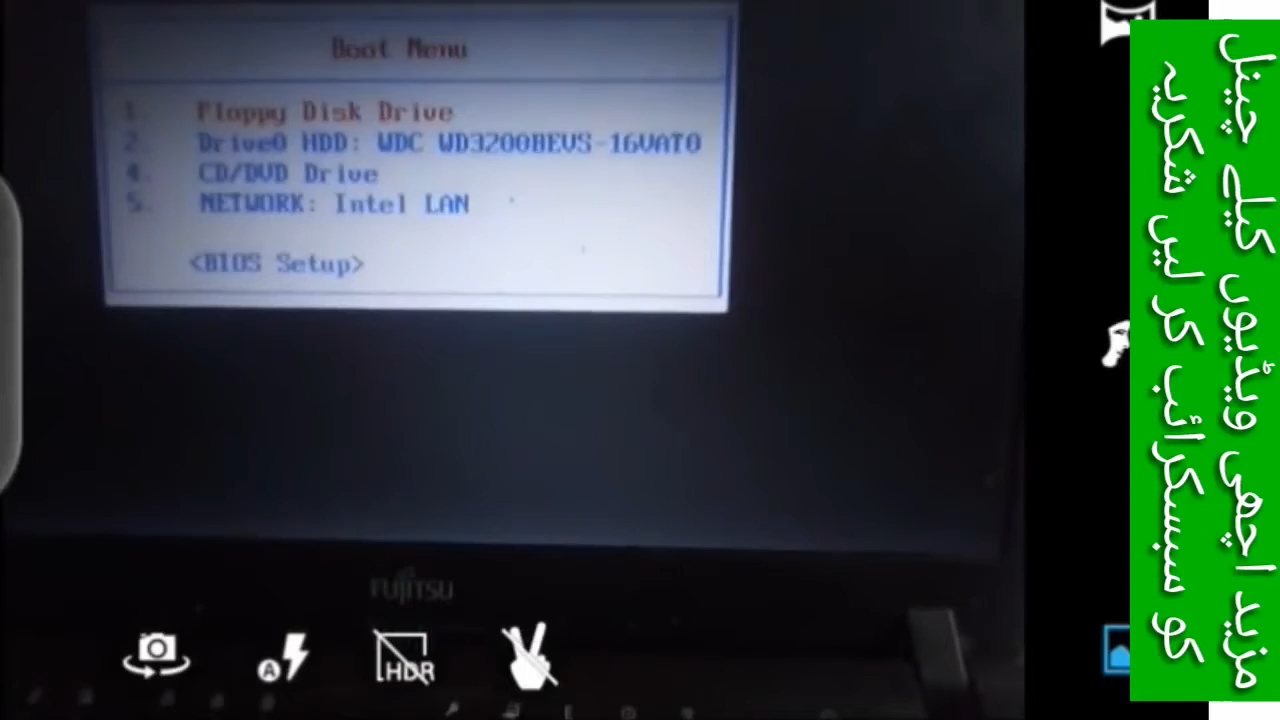 Boot Menu
1. Floppy Disk Drive
2. Drive0 HDD: WDC WD3200BEVS-16VAT0
4. CD/DVD Drive
5. NETWORK: Intel LAN
<BIOS Setup>
FUJITSU
A
HDR
مزید اچھی ویڈیوں کیلے چینل
کو سبسکرائب کر لیں شکریہ